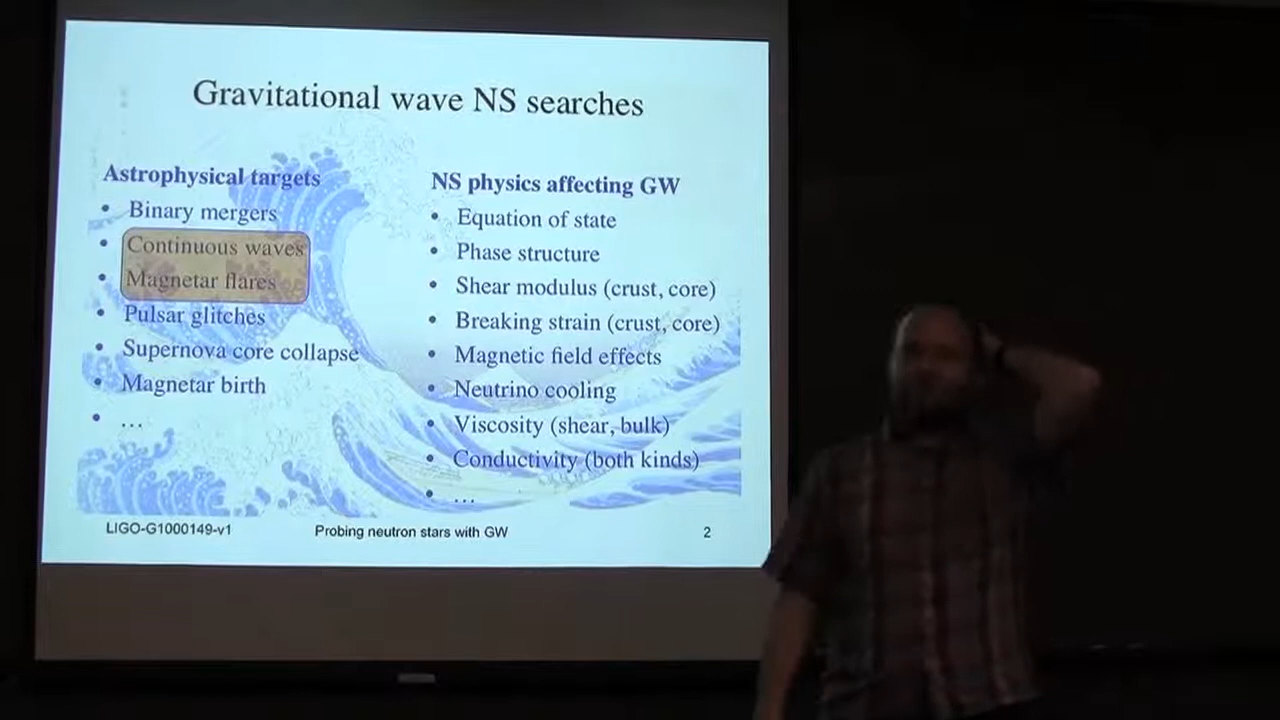 Gravitational wave NS searches
Astrophysical targets
• Binary mergers
• Continuous waves
• Magnetar flares
• Pulsar glitches
• Supernova core collapse
• Magnetar birth
• …
NS physics affecting GW
• Equation of state
• Phase structure
• Shear modulus (crust, core)
• Breaking strain (crust, core)
• Magnetic field effects
• Neutrino cooling
• Viscosity (shear, bulk)
• Conductivity (both kinds)
• …
LIGO-G1000149-v1
Probing neutron stars with GW
2